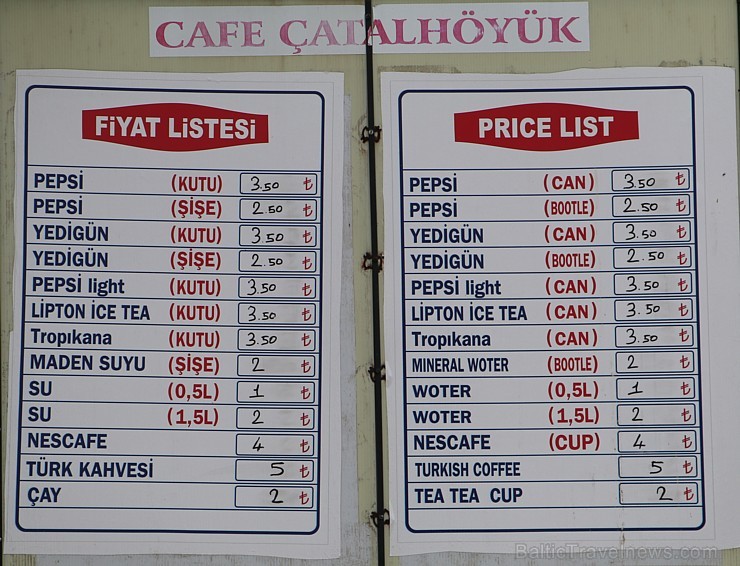 CAFE ÇATALHÖYÜK
FİYAT LİSTESİ
PEPSİ (KUTU) 3.50 ₺
PEPSİ (ŞİŞE) 2.50 ₺
YEDİGÜN (KUTU) 3.50 ₺
YEDİGÜN (ŞİŞE) 2.50 ₺
PEPSİ light (KUTU) 3.50 ₺
LİPTON İCE TEA (KUTU) 3.50 ₺
Tropıkana (KUTU) 3.50 ₺
MADEN SUYU (ŞİŞE) 2 ₺
SU (0,5L) 1 ₺
SU (1,5L) 2 ₺
NESCAFE 4 ₺
TÜRK KAHVESİ 5 ₺
ÇAY 2 ₺
PRICE LIST
PEPSİ (CAN) 3.50 ₺
PEPSİ (BOOTLE) 2.50 ₺
YEDİGÜN (CAN) 3.50 ₺
YEDİGÜN (BOOTLE) 2.50 ₺
PEPSİ light (CAN) 3.50 ₺
LİPTON İCE TEA (CAN) 3.50 ₺
Tropıkana (CAN) 3.50 ₺
MINERAL WOTER (BOOTLE) 2 ₺
WOTER (0,5L) 1 ₺
WOTER (1,5L) 2 ₺
NESCAFE (CUP) 4 ₺
TURKISH COFFEE 5 ₺
TEA TEA CUP 2 ₺
BalticTravelnews.com